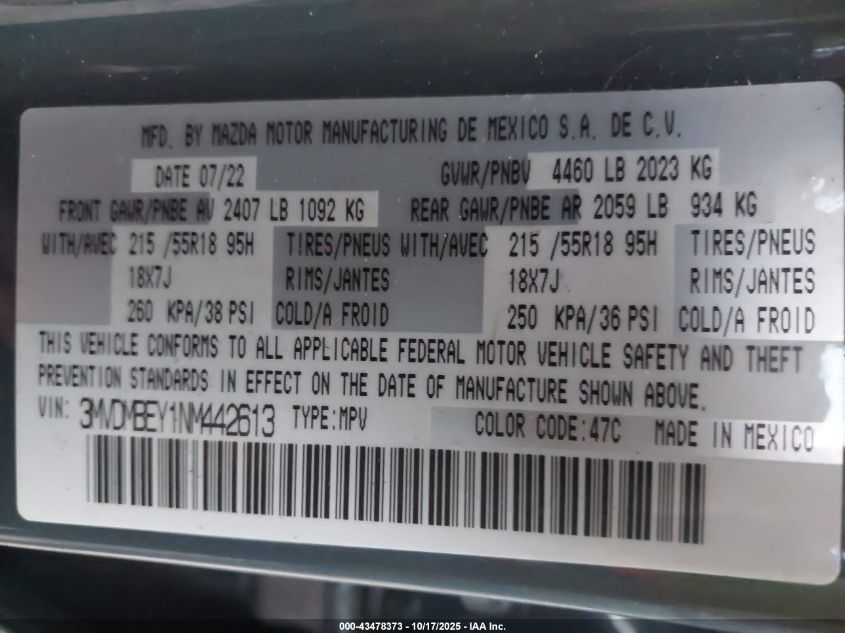 MFD. BY MAZDA MOTOR MANUFACTURING DE MEXICO S.A. DE C.V.
DATE 07/22 GVWR/PNBV 4460 LB 2023 KG
FRONT GAWR/PNBE AV 2407 LB 1092 KG REAR GAWR/PNBE AR 2059 LB 934 KG
WITH/AVEC 215 /55R18 95H TIRES/PNEUS WITH/AVEC 215 /55R18 95H TIRES/PNEUS
18X7J RIMS/JANTES 18X7J RIMS/JANTES
260 KPA/38 PSI COLD/A FROID 250 KPA/36 PSI COLD/A FROID
THIS VEHICLE CONFORMS TO ALL APPLICABLE FEDERAL MOTOR VEHICLE SAFETY AND THEFT
PREVENTION STANDARDS IN EFFECT ON THE DATE OF MANUFACTURE SHOWN ABOVE.
VIN: 3MVDMBEY1NM442613 TYPE:MPV COLOR CODE:47C MADE IN MEXICO
000-43478373 - 10/17/2025 - IAA Inc.